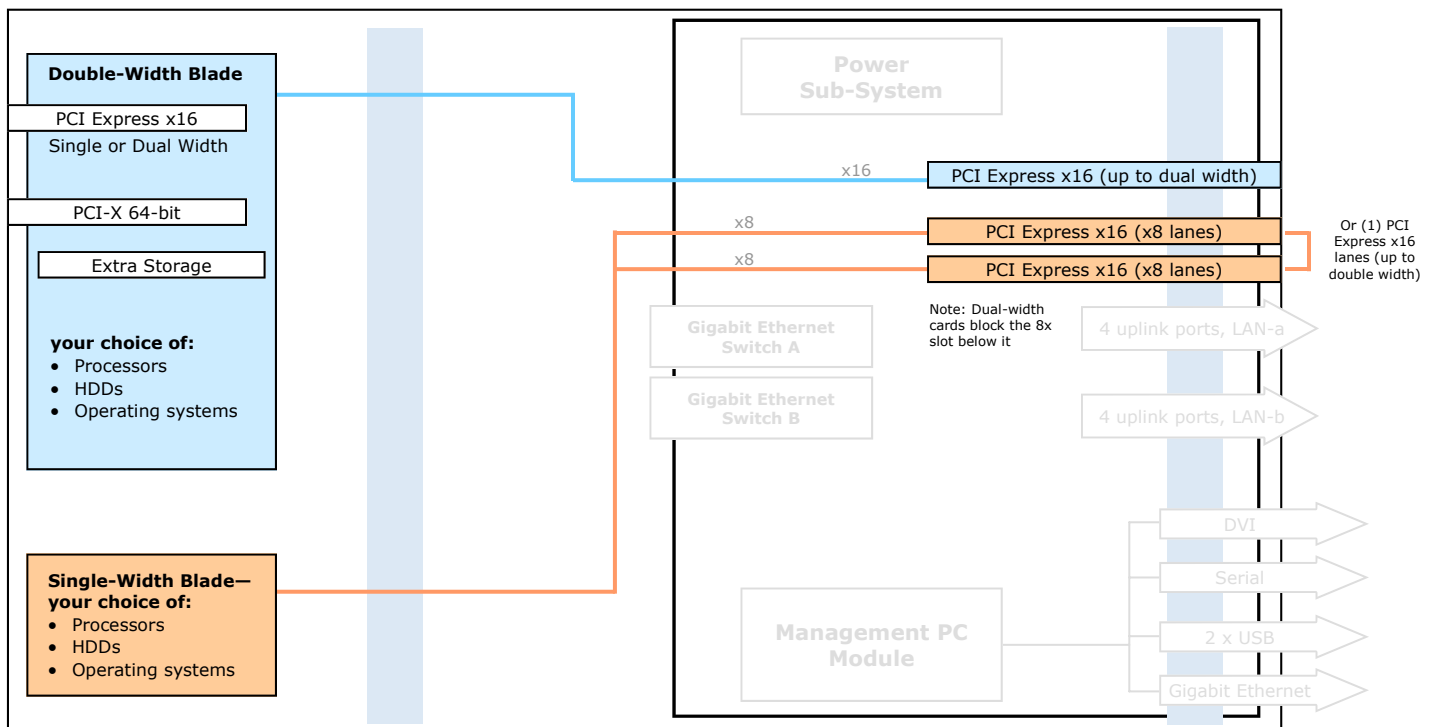 Double-Width Blade
PCI Express x16
Single or Dual Width
PCI-X 64-bit
Extra Storage
your choice of:
• Processors
• HDDs
• Operating systems
Single-Width Blade—
your choice of:
• Processors
• HDDs
• Operating systems
Power
Sub-System
x16
PCI Express x16 (up to dual width)
x8
PCI Express x16 (x8 lanes)
x8
PCI Express x16 (x8 lanes)
Or (1) PCI
Express x16
lanes (up to
double width)
Note: Dual-width
cards block the 8x
slot below it
Gigabit Ethernet
Switch A
4 uplink ports, LAN-a
Gigabit Ethernet
Switch B
4 uplink ports, LAN-b
Management PC
Module
DVI
Serial
2 x USB
Gigabit Ethernet